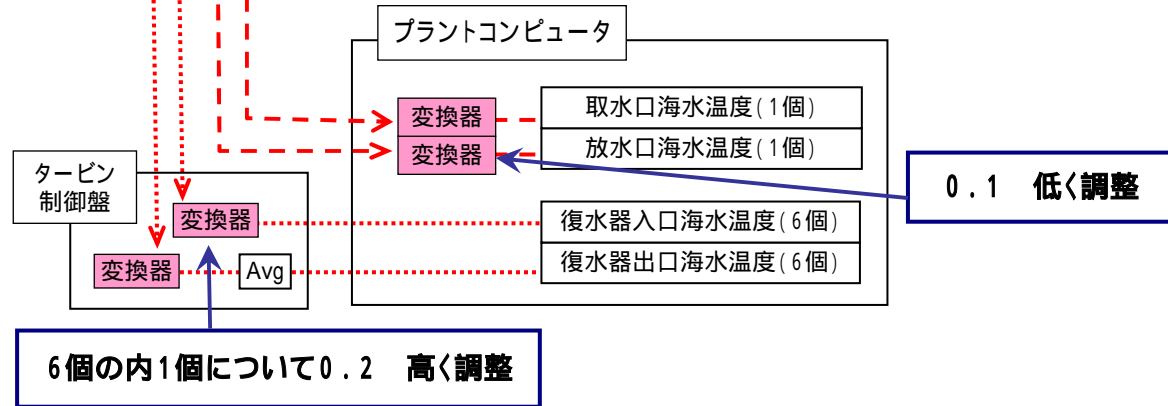 プラントコンピュータ
変換器
取水口海水温度(1個)
変換器
放水口海水温度(1個)
0.1 低く調整
タービン
制御盤
変換器
復水器入口海水温度(6個)
変換器
Avg
復水器出口海水温度(6個)
6個の内1個について0.2 高く調整